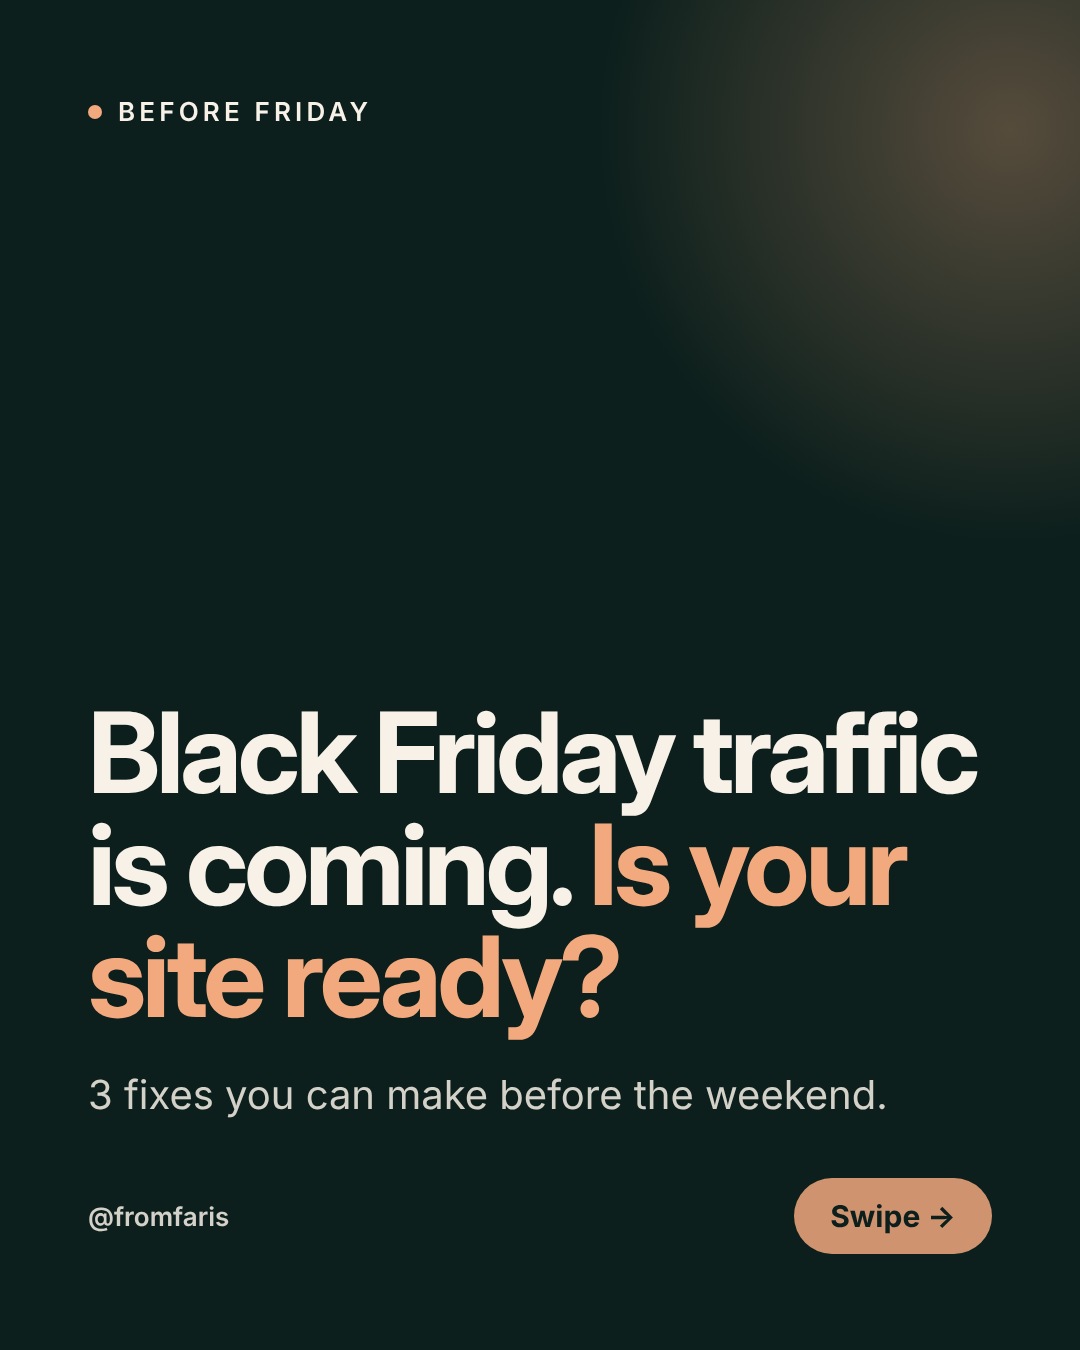 BEFORE FRIDAY
Black Friday traffic
is coming. Is your
site ready?
3 fixes you can make before the weekend.
@fromfaris
Swipe →